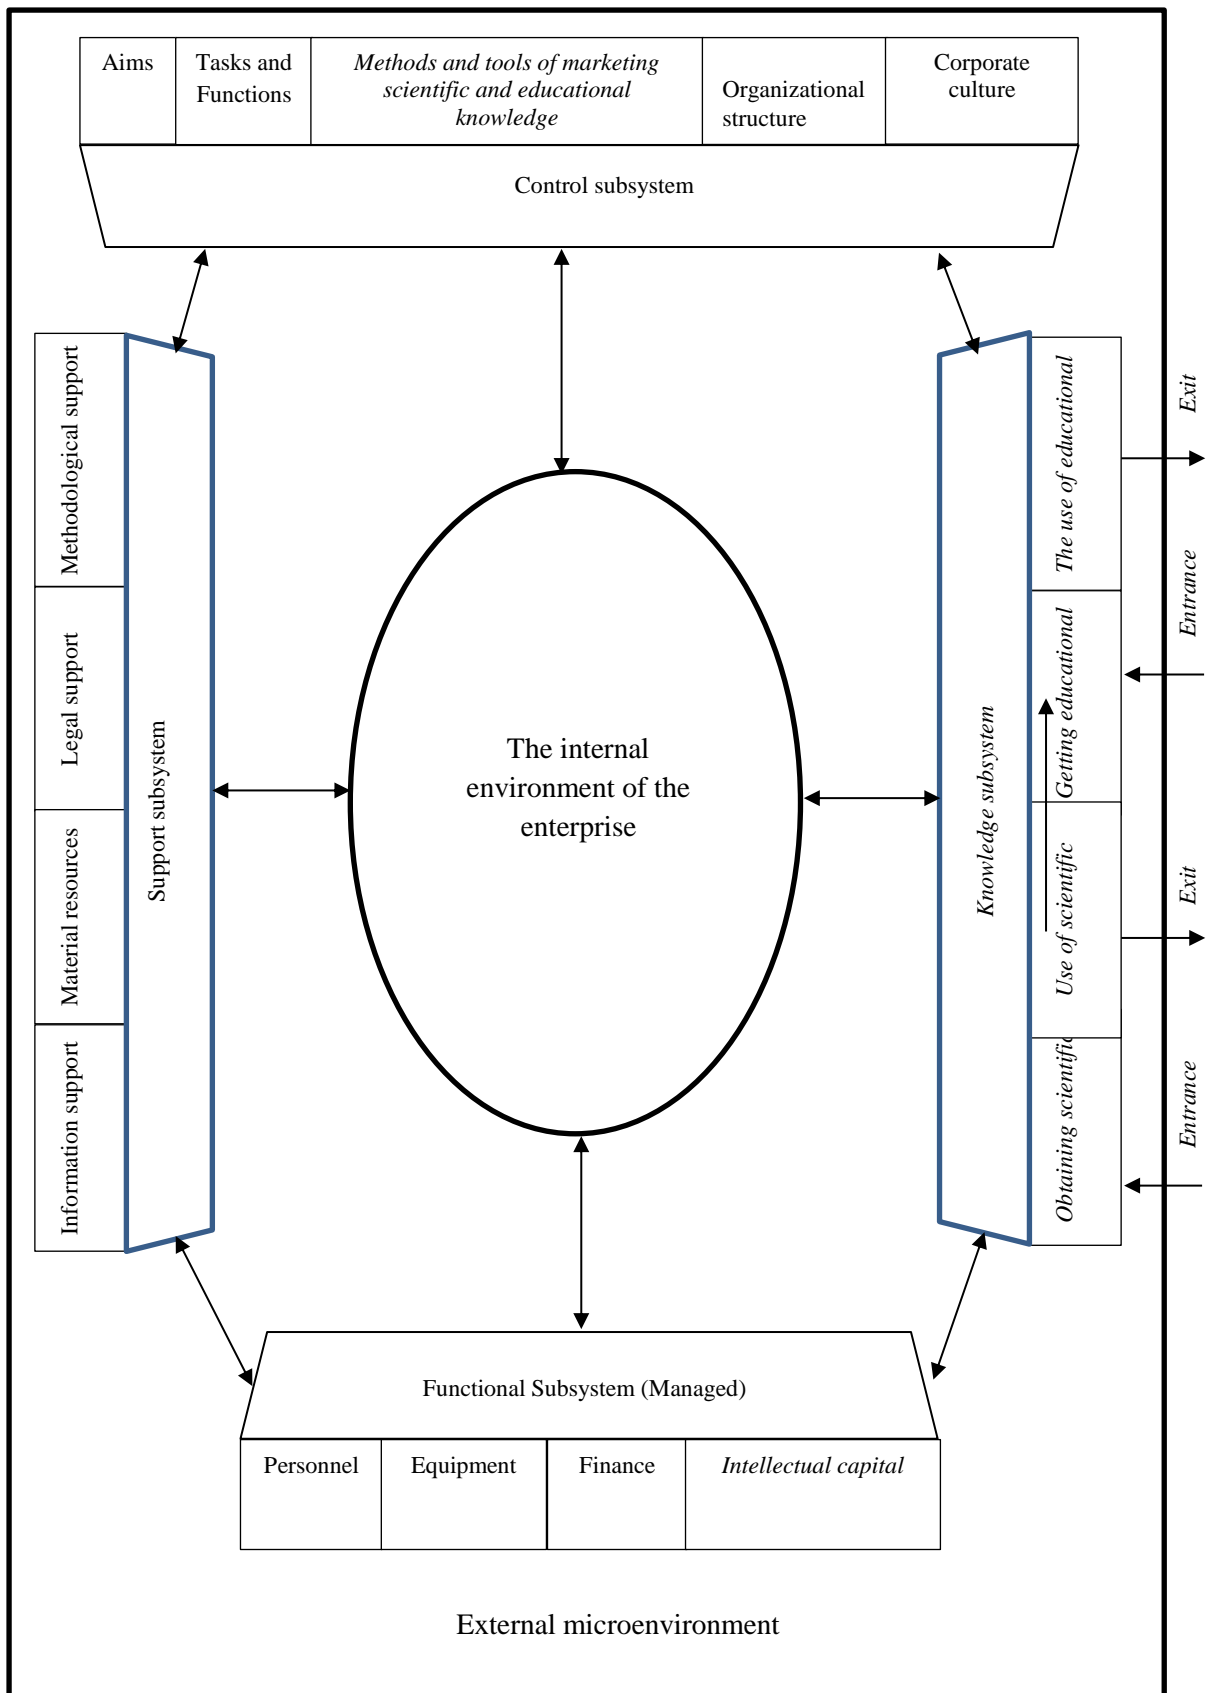 Aims
Tasks and
Functions
Methods and tools of marketing
scientific and educational
knowledge
Organizational
structure
Corporate
culture
Control subsystem
Methodological support
Legal support
Material resources
Information support
Support subsystem
The internal
environment of the
enterprise
Knowledge subsystem
The use of educational
Getting educational
Use of scientific
Obtaining scientific
Exit
Entrance
Exit
Entrance
Functional Subsystem (Managed)
Personnel
Equipment
Finance
Intellectual capital
External microenvironment